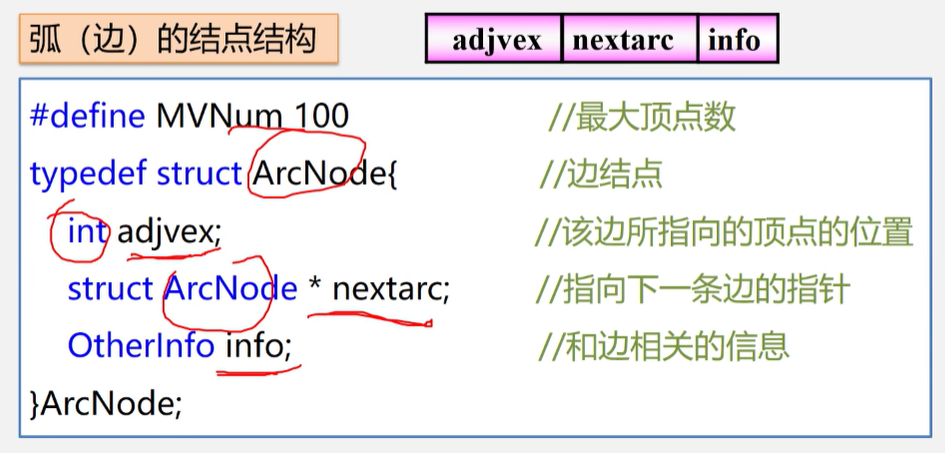 弧（边）的结点结构
adjvex nextarc info
#define MVNum 100 //最大顶点数
typedef struct ArcNode{ //边结点
int adjvex; //该边所指向的顶点的位置
struct ArcNode * nextarc; //指向下一条边的指针
OtherInfo info; //和边相关的信息
}ArcNode;